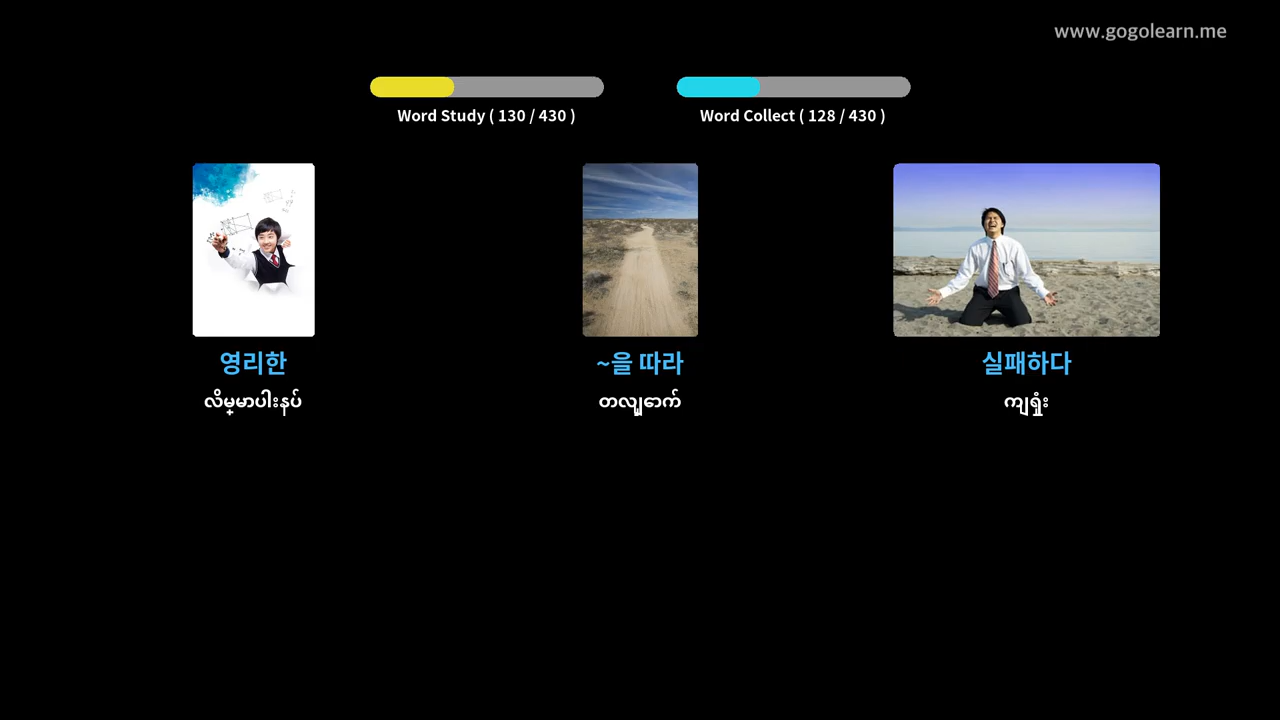 www.gogolearn.me
Word Study ( 130 / 430 )
Word Collect ( 128 / 430 )
영리한
~을 따라
실패하다
လိမ္မာပါးနပ်
တလျှောက်
ကျရှုံး